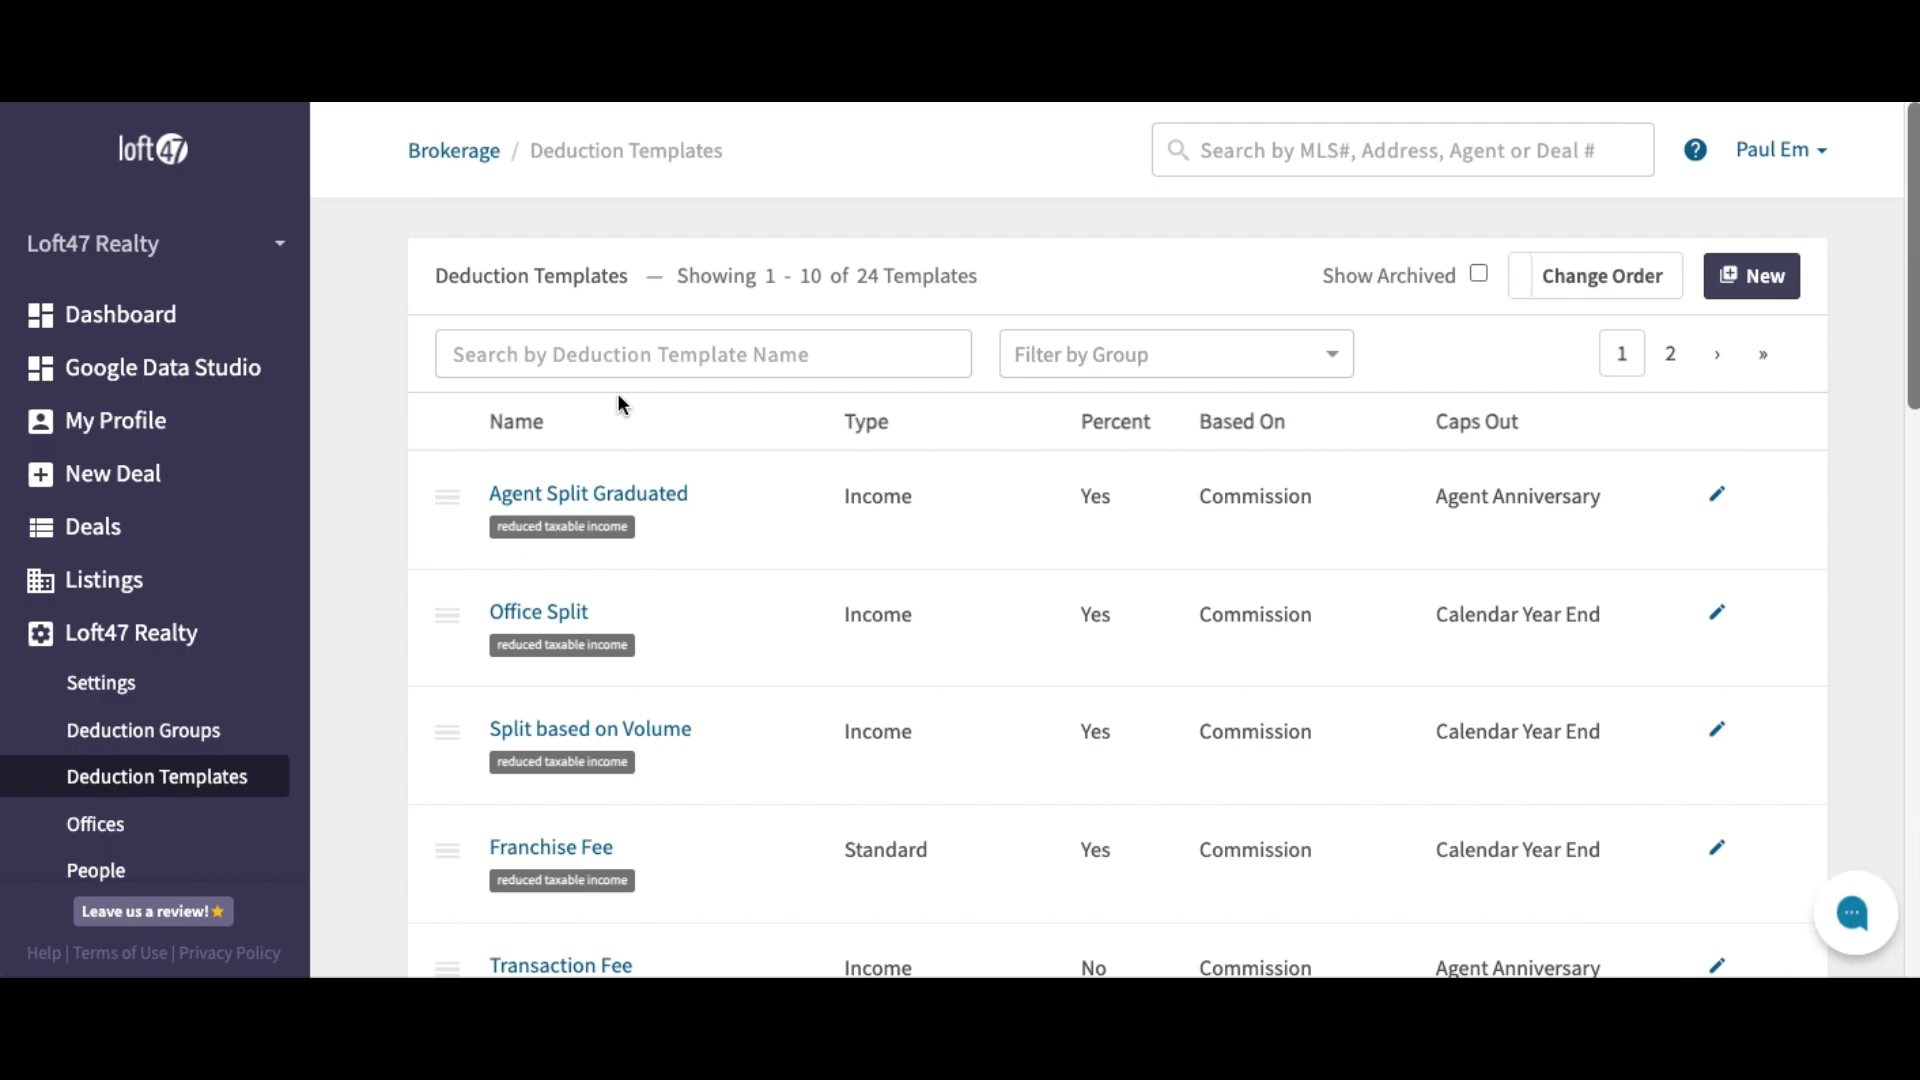 loft47
Loft47 Realty
Dashboard
Google Data Studio
My Profile
New Deal
Deals
Listings
Loft47 Realty
Settings
Deduction Groups
Deduction Templates
Offices
People
Leave us a review!
Help | Terms of Use | Privacy Policy
Brokerage / Deduction Templates
Search by MLS#, Address, Agent or Deal #
?
Paul Em
Deduction Templates — Showing 1 - 10 of 24 Templates
Show Archived
Change Order
New
Search by Deduction Template Name
Filter by Group
1 2 › »
Name Type Percent Based On Caps Out
Agent Split Graduated Income Yes Commission Agent Anniversary
reduced taxable income
Office Split Income Yes Commission Calendar Year End
reduced taxable income
Split based on Volume Income Yes Commission Calendar Year End
reduced taxable income
Franchise Fee Standard Yes Commission Calendar Year End
reduced taxable income
Transaction Fee Income No Commission Agent Anniversary